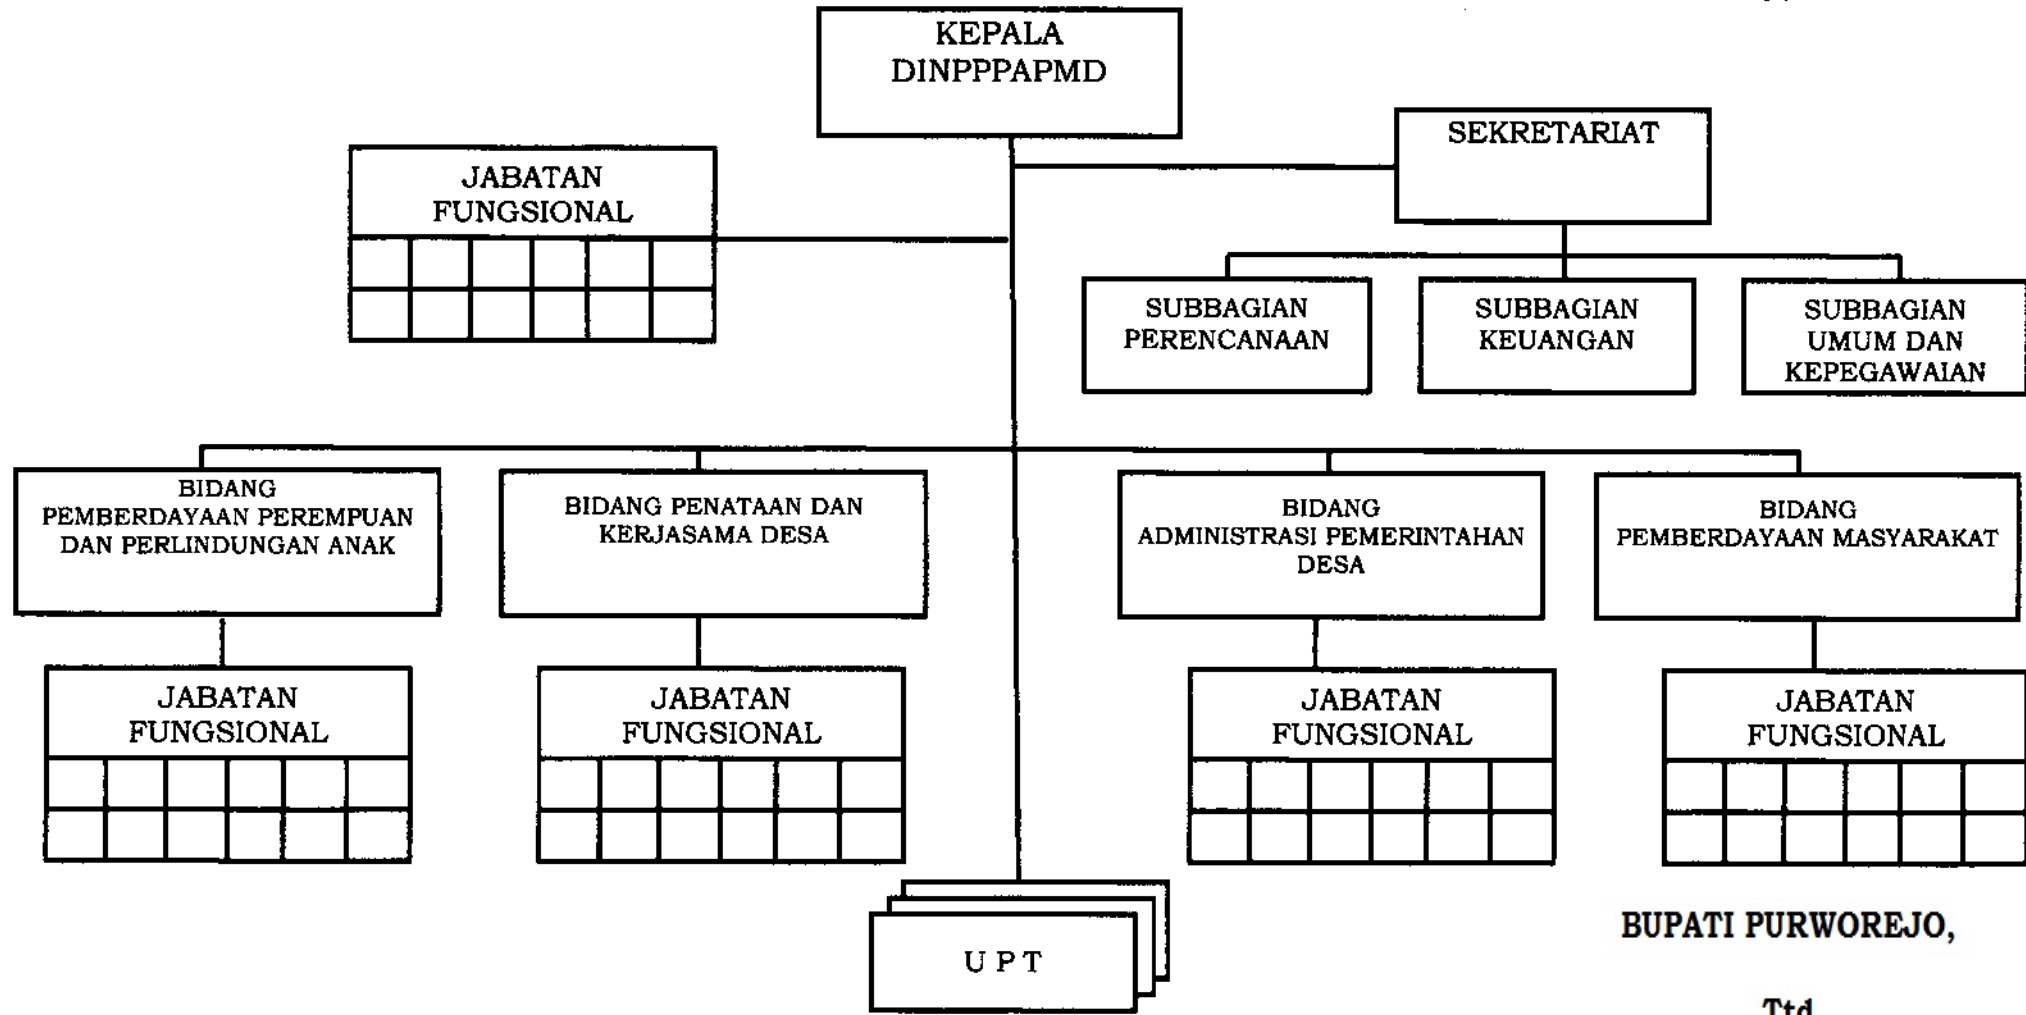 KEPALA
DINPPPAPMD
SEKRETARIAT
JABATAN
FUNGSIONAL
SUBBAGIAN
PERENCANAAN
SUBBAGIAN
KEUANGAN
SUBBAGIAN
UMUM DAN
KEPEGAWAIAN
BIDANG
PEMBERDAYAAN PEREMPUAN
DAN PERLINDUNGAN ANAK
BIDANG PENATAAN DAN
KERJASAMA DESA
BIDANG
ADMINISTRASI PEMERINTAHAN
DESA
BIDANG
PEMBERDAYAAN MASYARAKAT
JABATAN
FUNGSIONAL
JABATAN
FUNGSIONAL
JABATAN
FUNGSIONAL
JABATAN
FUNGSIONAL
U P T
BUPATI PURWOREJO,
Ttd